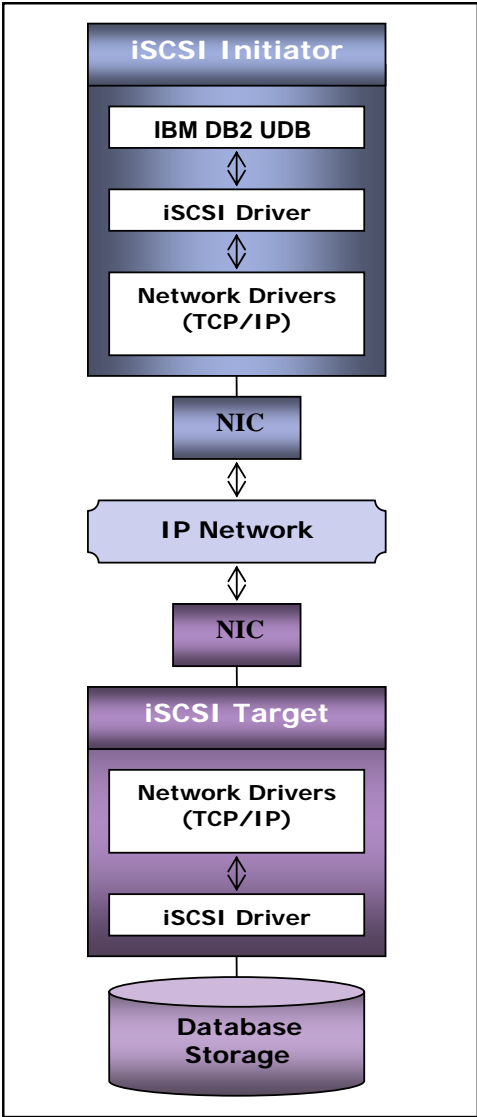 iSCSI Initiator
IBM DB2 UDB
iSCSI Driver
Network Drivers
(TCP/IP)
NIC
IP Network
NIC
iSCSI Target
Network Drivers
(TCP/IP)
iSCSI Driver
Database
Storage